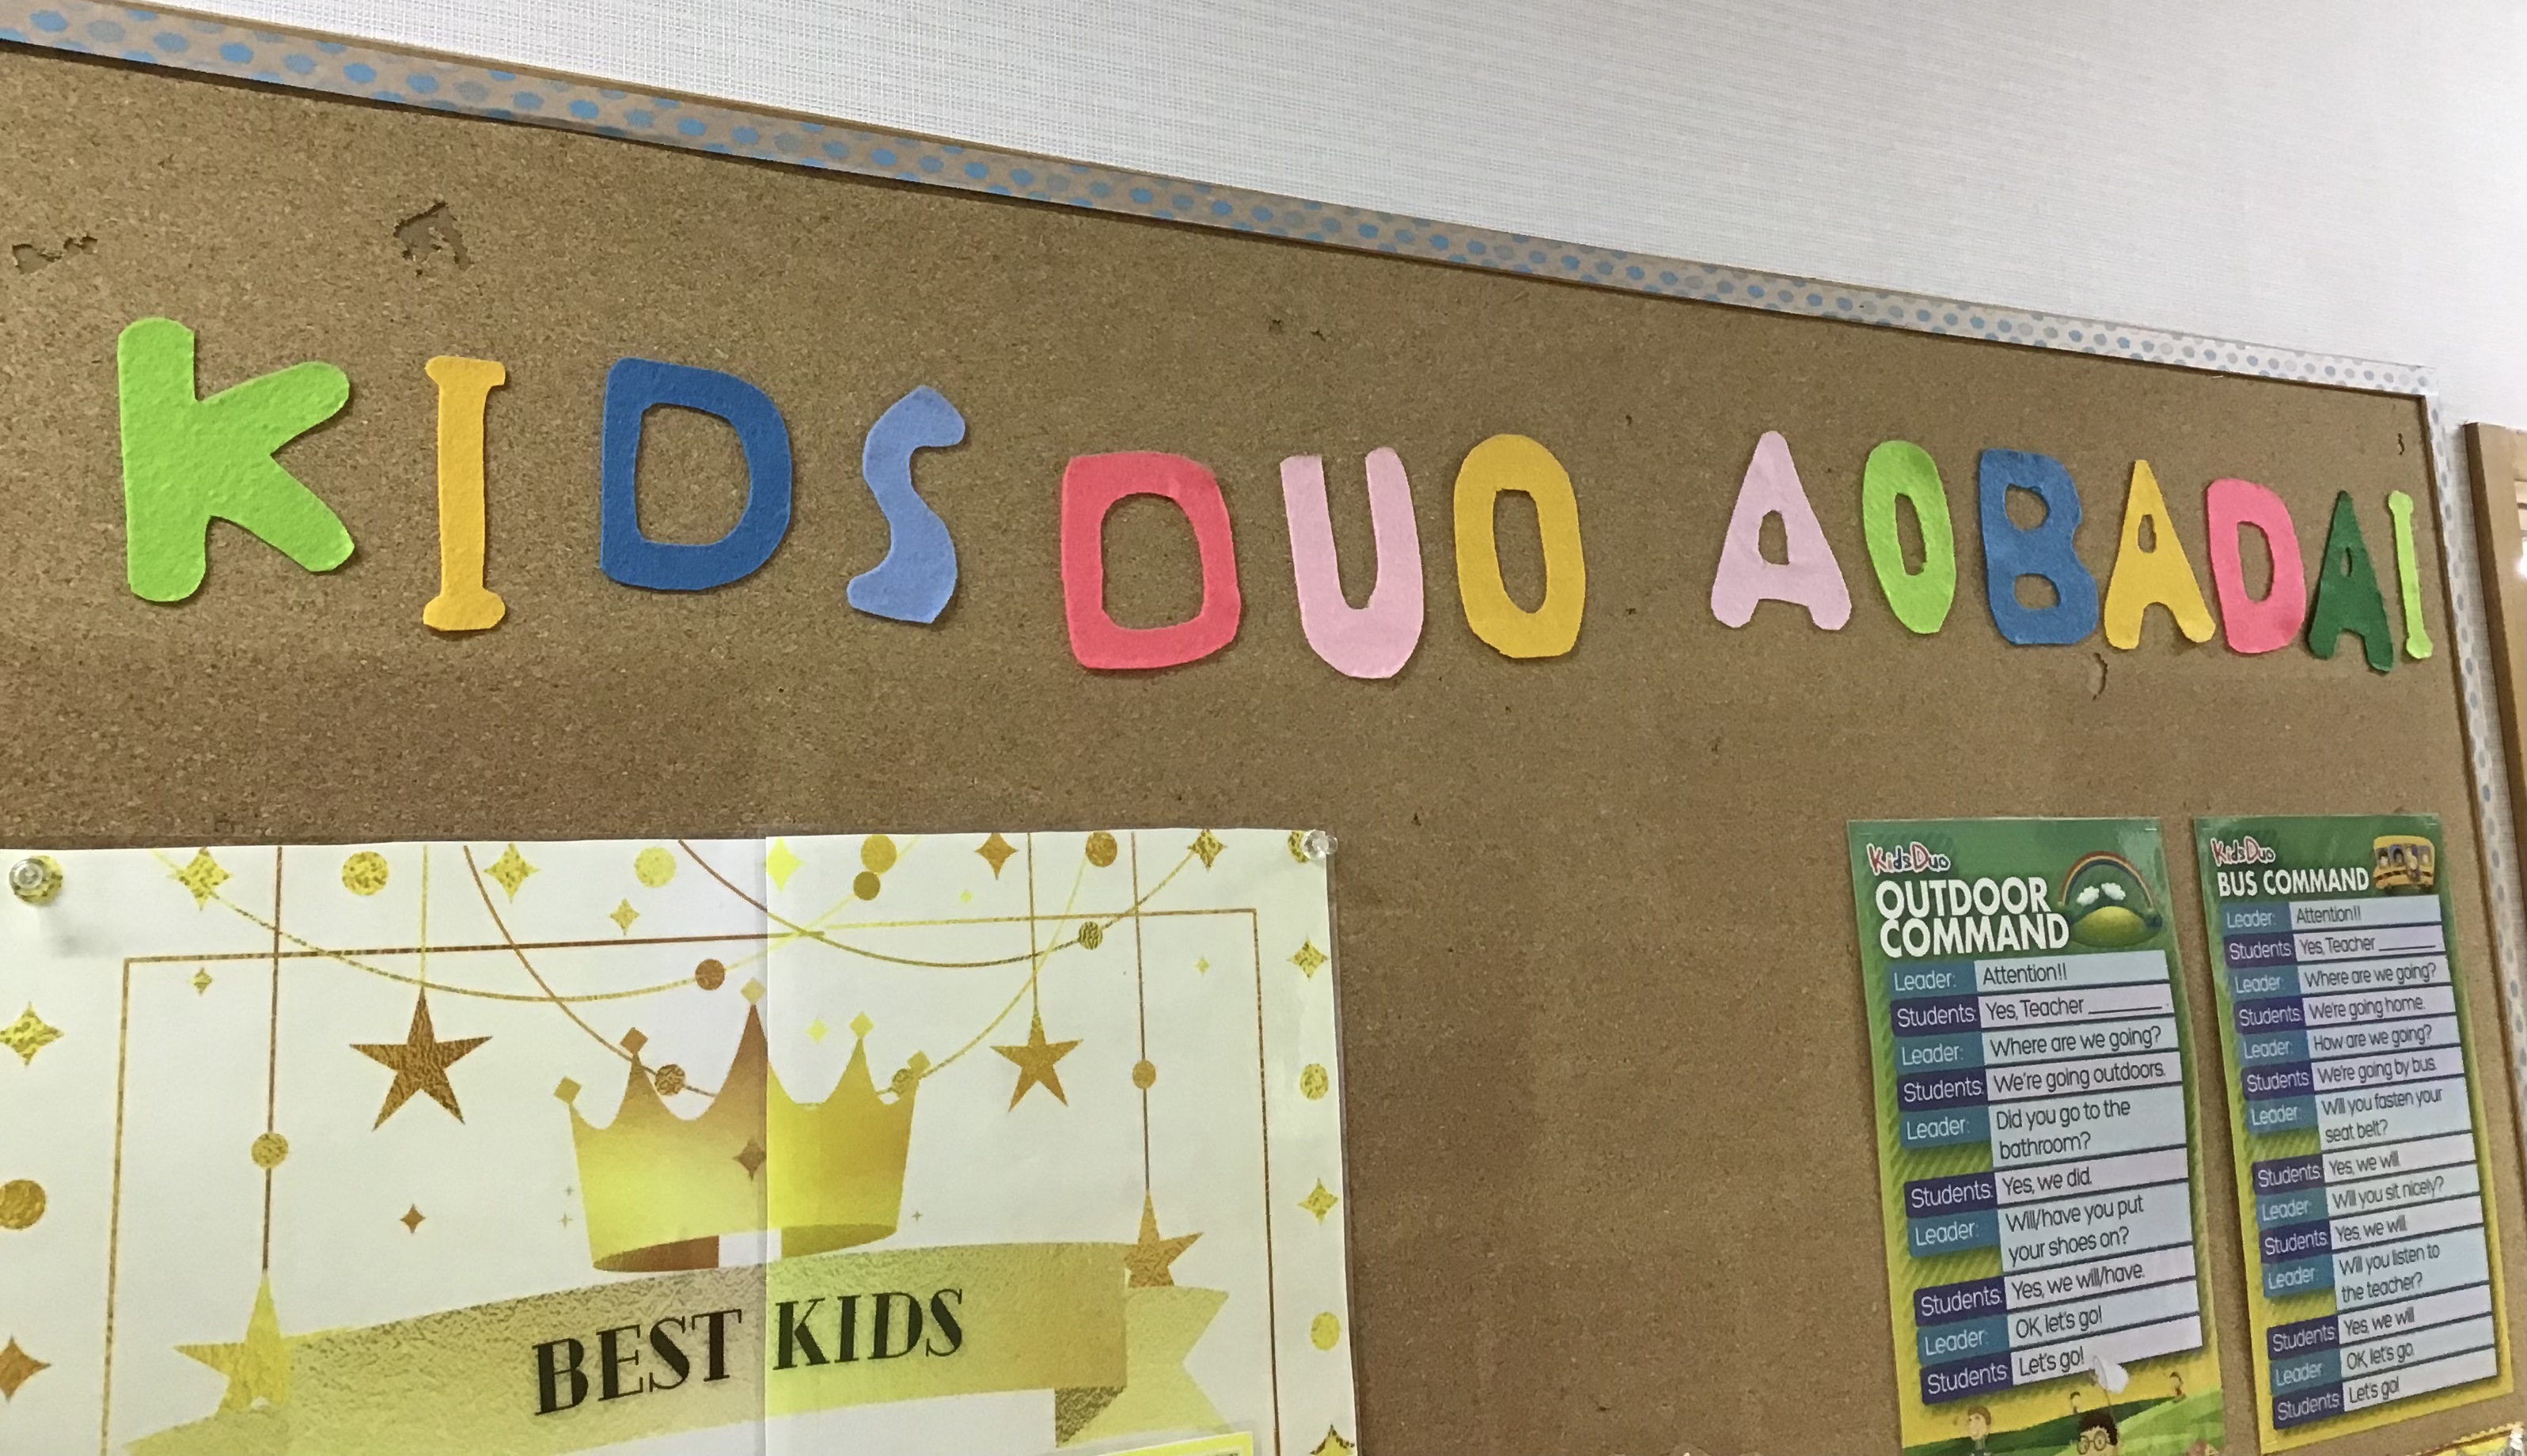 KIDS DUO AOBADAI
BEST KIDS
KidsDuo
OUTDOOR
COMMAND
Leader: Attention!!
Students: Yes, Teacher ______.
Leader: Where are we going?
Students: We're going outdoors.
Leader: Did you go to the
bathroom?
Students: Yes, we did.
Leader: Will/have you put
your shoes on?
Students: Yes, we will/have.
Leader: OK, let's go!
Students: Let's go!
KidsDuo
BUS COMMAND
Leader: Attention!!
Students: Yes, Teacher ______.
Leader: Where are we going?
Students: We're going home.
Leader: How are we going?
Students: We're going by bus.
Leader: Will you fasten your
seat belt?
Students: Yes, we will.
Leader: Will you sit nicely?
Students: Yes, we will.
Leader: Will you listen to
the teacher?
Students: Yes, we will
Leader: OK, let's go.
Students: Let's go!